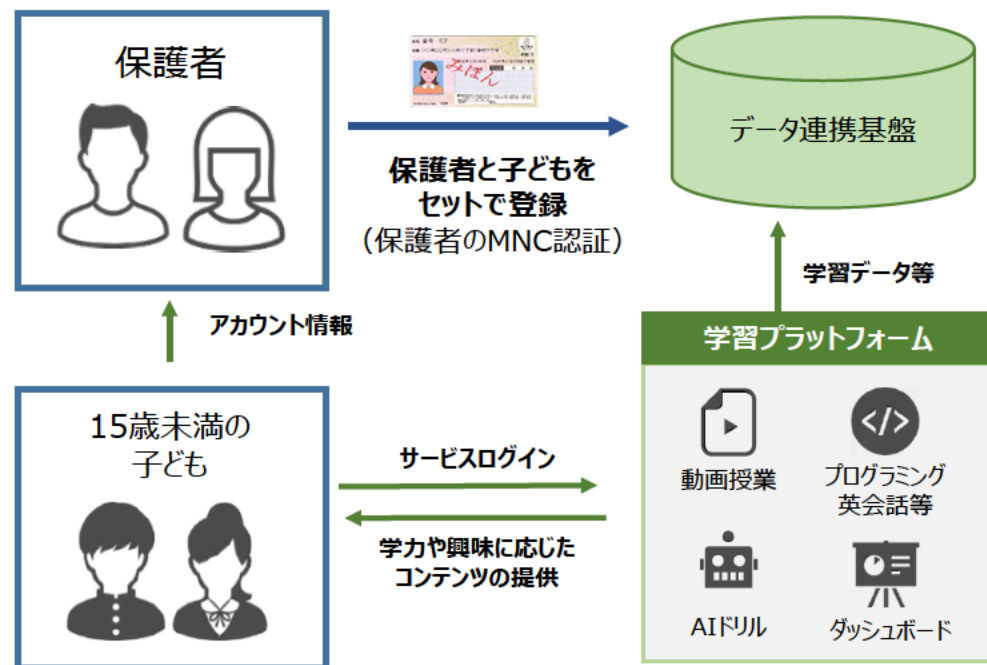 保護者
みほん
保護者と子どもを
セットで登録
（保護者のMNC認証）
データ連携基盤
学習データ等
アカウント情報
学習プラットフォーム
15歳未満の
子ども
サービスログイン
学力や興味に応じた
コンテンツの提供
動画授業
プログラミング
英会話等
AIドリル
ダッシュボード